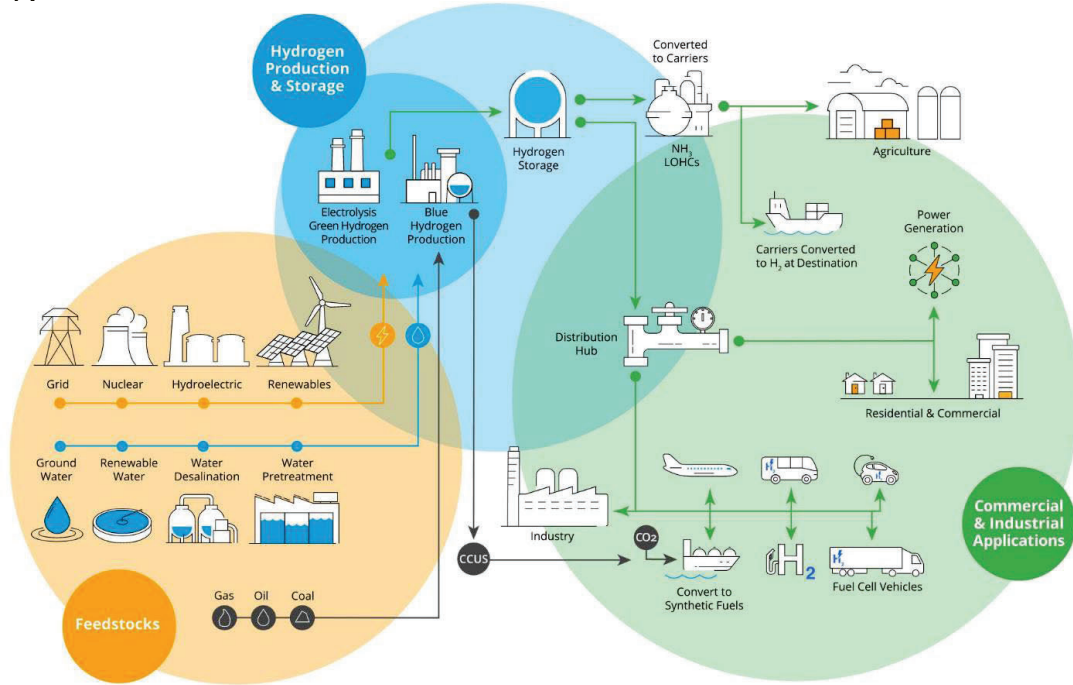 Hydrogen
Production
& Storage
Electrolysis
Green Hydrogen
Production
Blue
Hydrogen
Production
Hydrogen
Storage
Converted
to Carriers
NH3
LOHCs
Agriculture
Carriers Converted
to H2 at Destination
Power
Generation
Distribution
Hub
Residential & Commercial
Grid
Nuclear
Hydroelectric
Renewables
Ground
Water
Renewable
Water
Water
Desalination
Water
Pretreatment
Feedstocks
Gas
Oil
Coal
CCUS
Industry
CO2
Convert to
Synthetic Fuels
H2
Fuel Cell Vehicles
Commercial
& Industrial
Applications